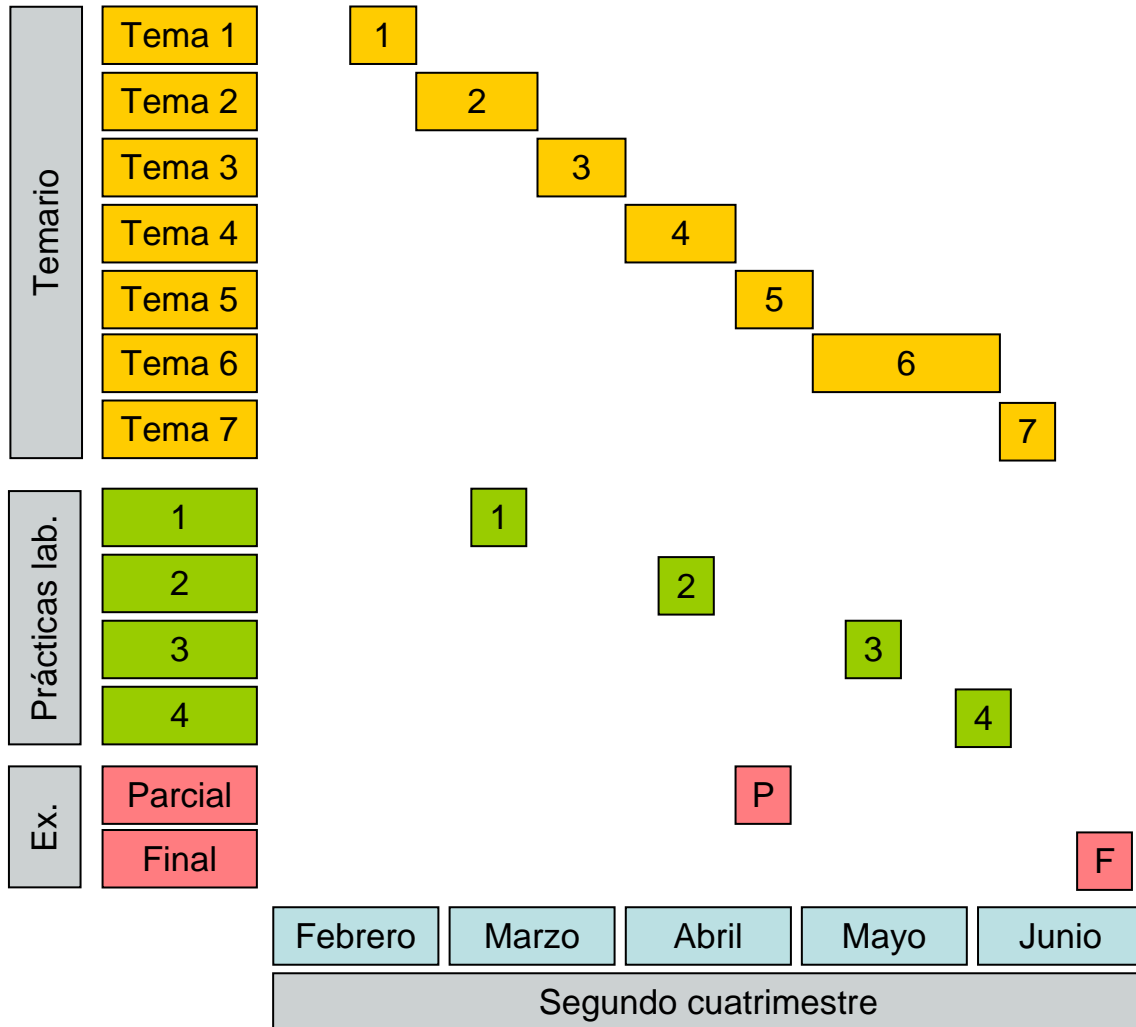 Temario
Tema 1
1
Tema 2
2
Tema 3
3
Tema 4
4
Tema 5
5
Tema 6
6
Tema 7
7
Prácticas lab.
1
1
2
2
3
3
4
4
Ex.
Parcial
P
Final
F
Febrero
Marzo
Abril
Mayo
Junio
Segundo cuatrimestre